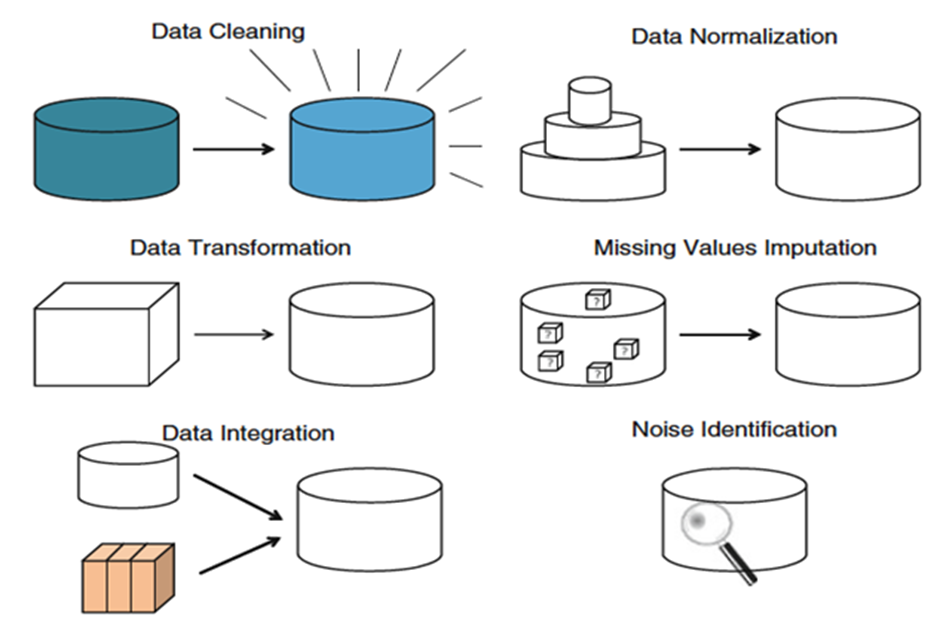 Data Cleaning
Data Normalization
Data Transformation
Missing Values Imputation
?
?
?
?
?
Data Integration
Noise Identification